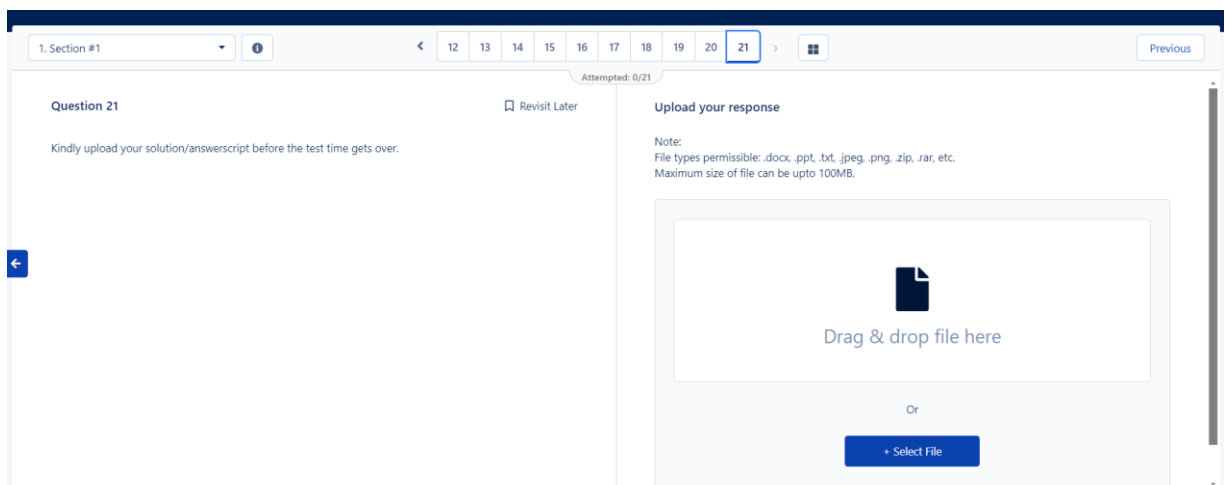 1. Section #1
12 13 14 15 16 17 18 19 20 21
Previous
Attempted: 0/21
Question 21
Revisit Later
Kindly upload your solution/answerscript before the test time gets over.
Upload your response
Note:
File types permissible: .docx, .ppt, .txt, .jpeg, .png, .zip, .rar, etc.
Maximum size of file can be upto 100MB.
Drag & drop file here
Or
+ Select File